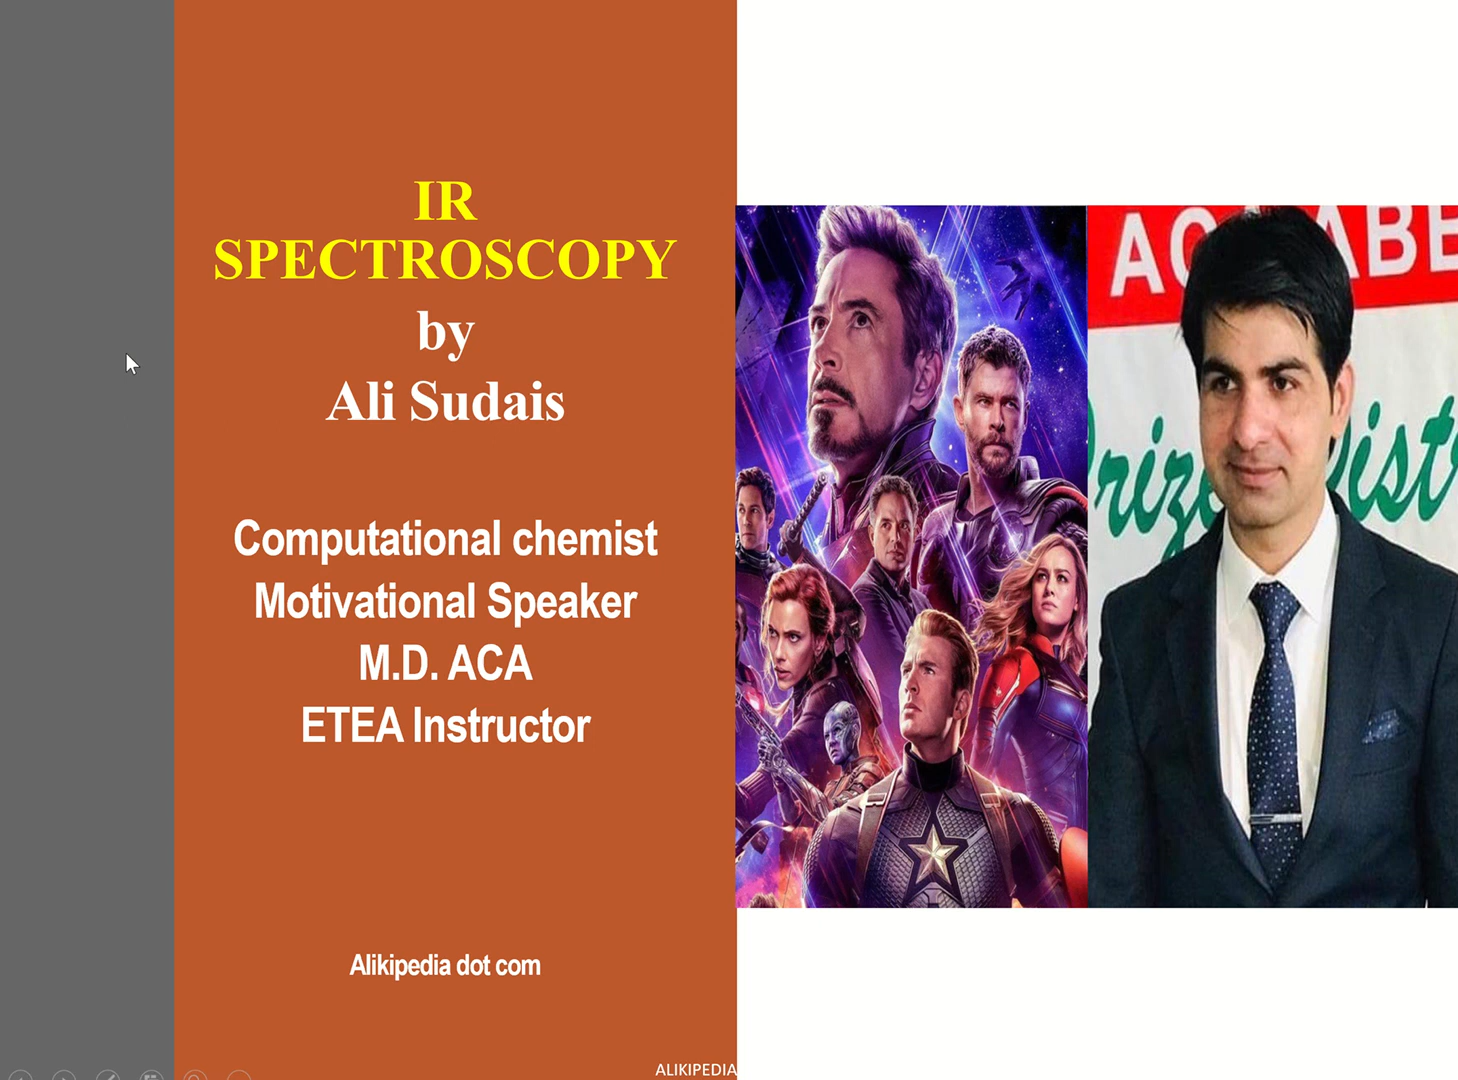 IR
SPECTROSCOPY
by
Ali Sudais
Computational chemist
Motivational Speaker
M.D. ACA
ETEA Instructor
Alikipedia dot com
ALIKIPEDIA